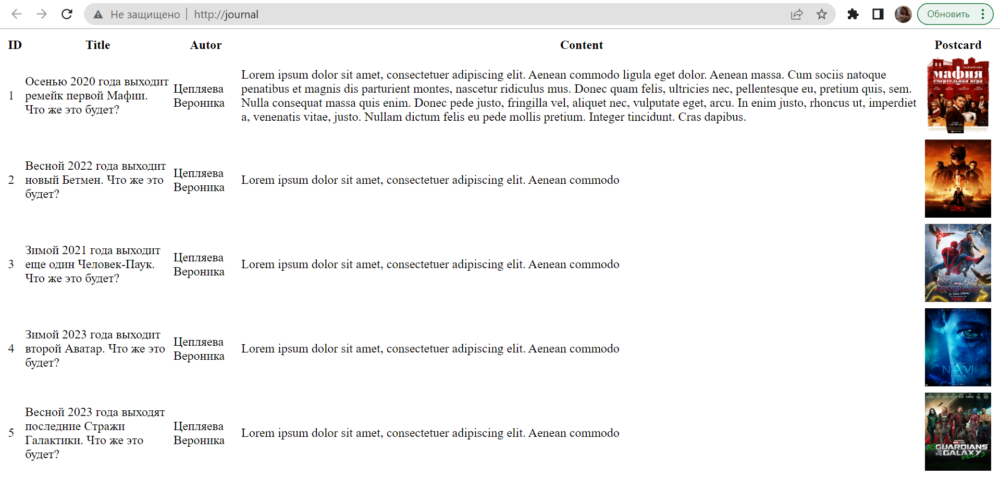 Не защищено | http://journal
Обновить
ID Title Autor Content Postcard
1
Осенью 2020 года выходит
ремейк первой Мафии.
Что же это будет?
Цепляева
Вероника
Lorem ipsum dolor sit amet, consectetuer adipiscing elit. Aenean commodo ligula eget dolor. Aenean massa. Cum sociis natoque
penatibus et magnis dis parturient montes, nascetur ridiculus mus. Donec quam felis, ultricies nec, pellentesque eu, pretium quis, sem.
Nulla consequat massa quis enim. Donec pede justo, fringilla vel, aliquet nec, vulputate eget, arcu. In enim justo, rhoncus ut, imperdiet
a, venenatis vitae, justo. Nullam dictum felis eu pede mollis pretium. Integer tincidunt. Cras dapibus.
мафия
смертельная игра
2
Весной 2022 года выходит
новый Бетмен. Что же это
будет?
Цепляева
Вероника
Lorem ipsum dolor sit amet, consectetuer adipiscing elit. Aenean commodo
3
Зимой 2021 года выходит
еще один Человек-Паук.
Что же это будет?
Цепляева
Вероника
Lorem ipsum dolor sit amet, consectetuer adipiscing elit. Aenean commodo
SPIDER-MAN
No Way Home
4
Зимой 2023 года выходит
второй Аватар. Что же это
будет?
Цепляева
Вероника
Lorem ipsum dolor sit amet, consectetuer adipiscing elit. Aenean commodo
NAVI
5
Весной 2023 года выходят
последние Стражи
Галактики. Что же это
будет?
Цепляева
Вероника
Lorem ipsum dolor sit amet, consectetuer adipiscing elit. Aenean commodo
GUARDIANS
OF THE GALAXY
VOL. 3